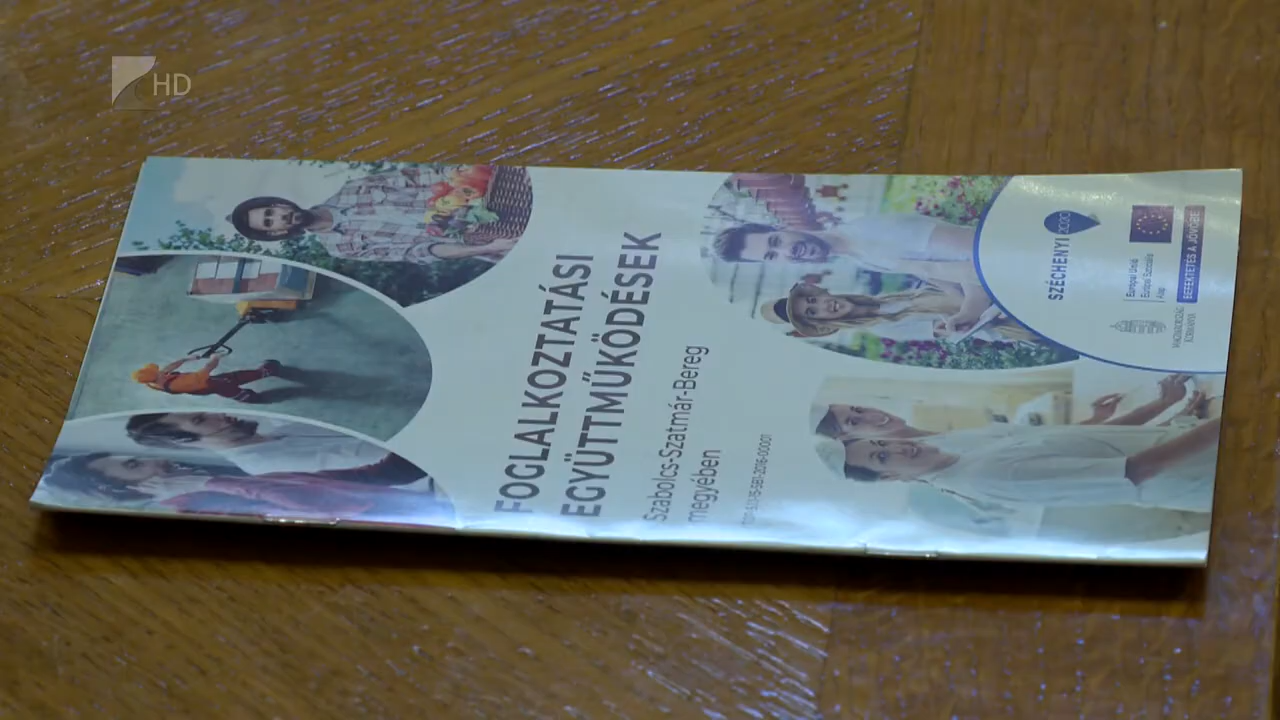 HD
FOGLALKOZTATÁSI
EGYÜTTMŰKÖDÉSEK
Szabolcs-Szatmár-Bereg
megyében
SZÉCHENYI 2020
Európai Unió
Európai Szociális
Alap
MAGYARORSZÁG
KORMÁNYA
BEFEKTETÉS A JÖVŐBE